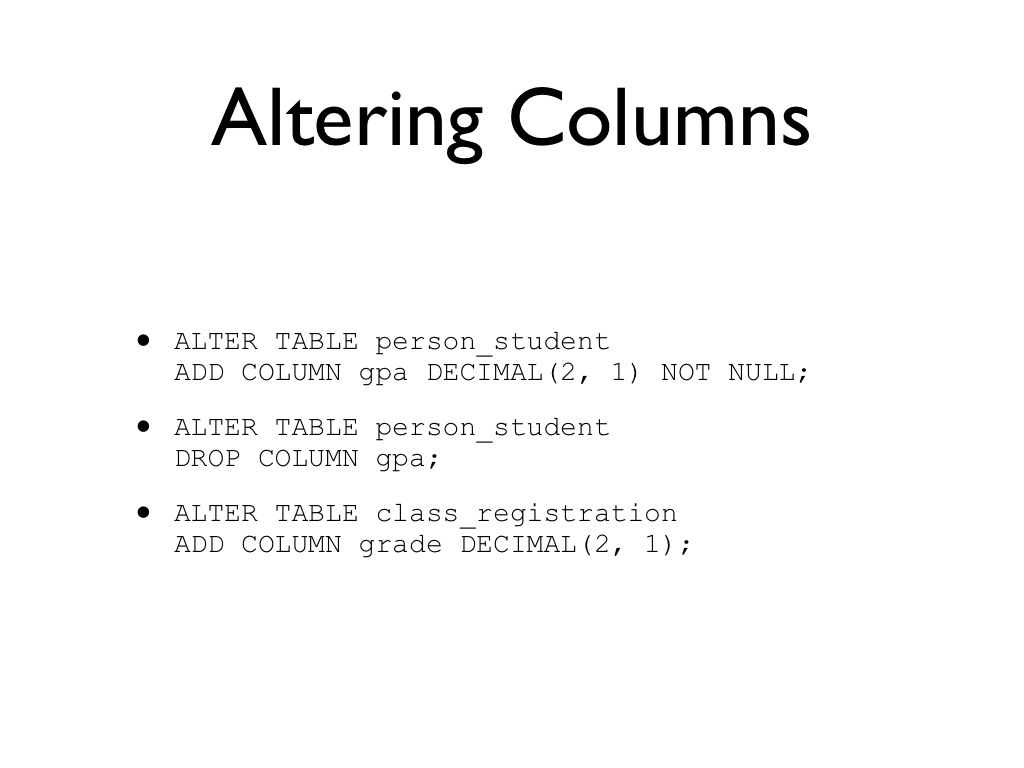 Altering Columns
• ALTER TABLE person_student
ADD COLUMN gpa DECIMAL(2, 1) NOT NULL;
• ALTER TABLE person_student
DROP COLUMN gpa;
• ALTER TABLE class_registration
ADD COLUMN grade DECIMAL(2, 1);